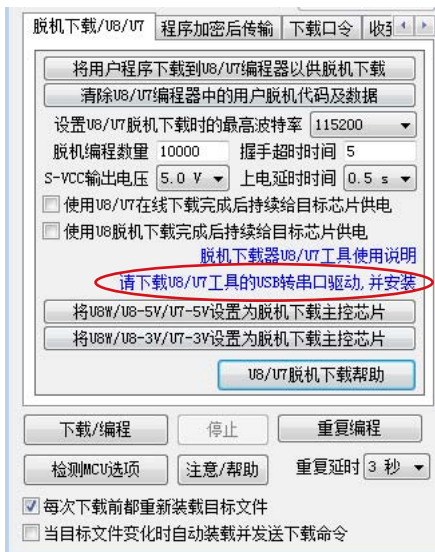 脱机下载/U8/U7 程序加密后传输 下载口令
将用户程序下载到U8/U7编程器以供脱机下载
清除U8/U7编程器中的用户脱机代码及数据
设置U8/U7脱机下载时的最高波特率 115200
脱机编程数量 10000 握手超时时间 5
S-VCC输出电压 5.0 V 上电延时时间 0.5 s
使用U8/U7在线下载完成后持续给目标芯片供电
使用U8脱机下载完成后持续给目标芯片供电
脱机下载器U8/U7工具使用说明
请下载U8/U7工具的USB转串口驱动,并安装
将U8W/U8-5V/U7-5V设置为脱机下载主控芯片
将U8W/U8-3V/U7-3V设置为脱机下载主控芯片
U8/U7脱机下载帮助
下载/编程 停止 重复编程
检测MCU选项 注意/帮助 重复延时 3 秒
每次下载前都重新装载目标文件
当目标文件变化时自动装载并发送下载命令